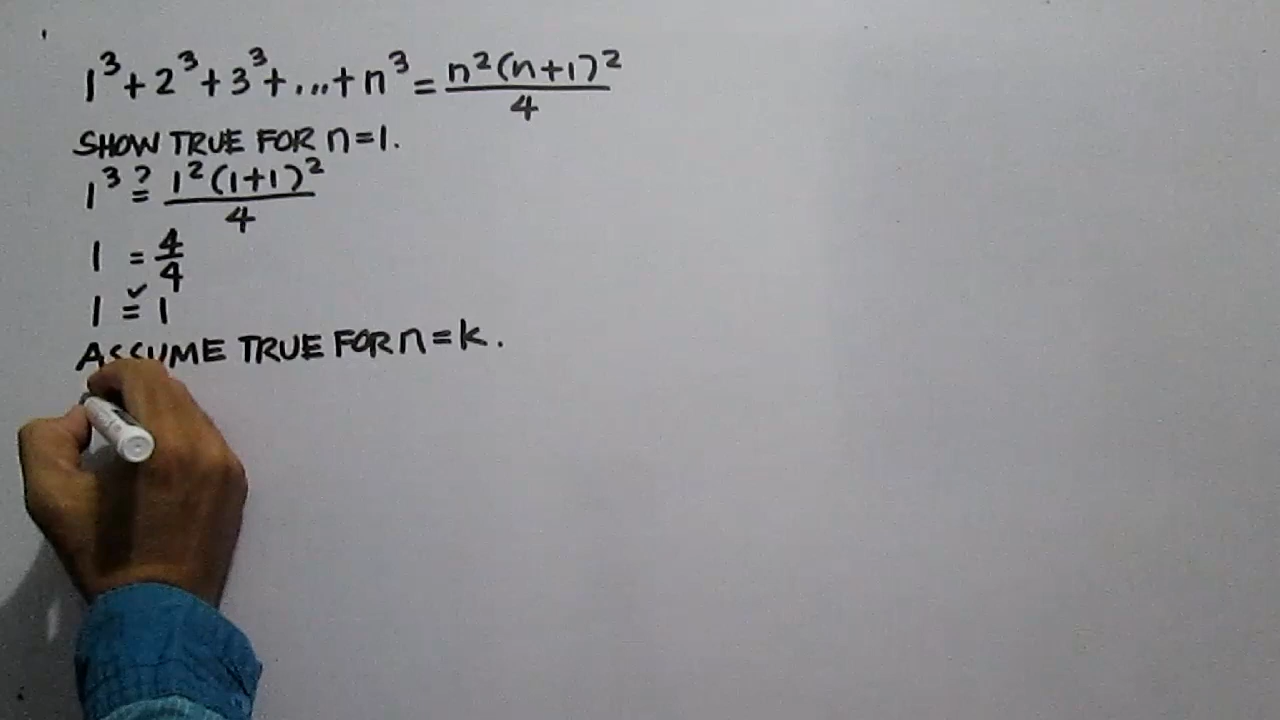 1³+2³+3³+...+n³=n²(n+1)²/4
SHOW TRUE FOR n=1.
1³≟1²(1+1)²/4
1 = 4/4
1 =✓ 1
ASSUME TRUE FOR n=k.